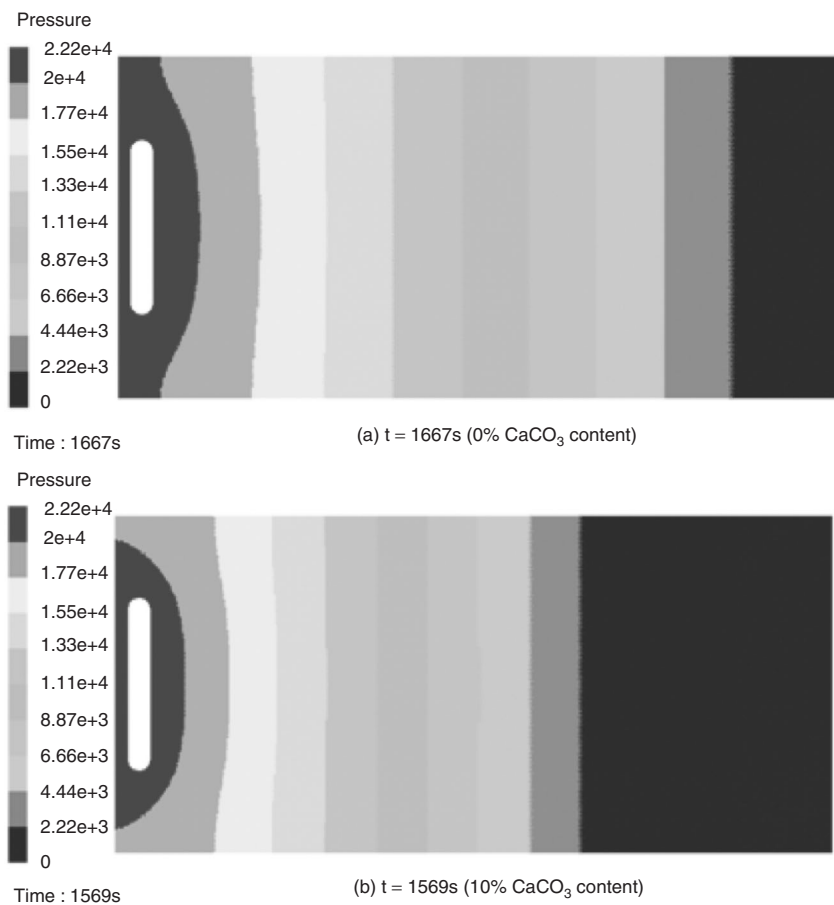 Pressure
2.22e+4
2e+4
1.77e+4
1.55e+4
1.33e+4
1.11e+4
8.87e+3
6.66e+3
4.44e+3
2.22e+3
0
Time : 1667s
(a) t = 1667s (0% CaCO₃ content)
Pressure
2.22e+4
2e+4
1.77e+4
1.55e+4
1.33e+4
1.11e+4
8.87e+3
6.66e+3
4.44e+3
2.22e+3
0
Time : 1569s
(b) t = 1569s (10% CaCO₃ content)